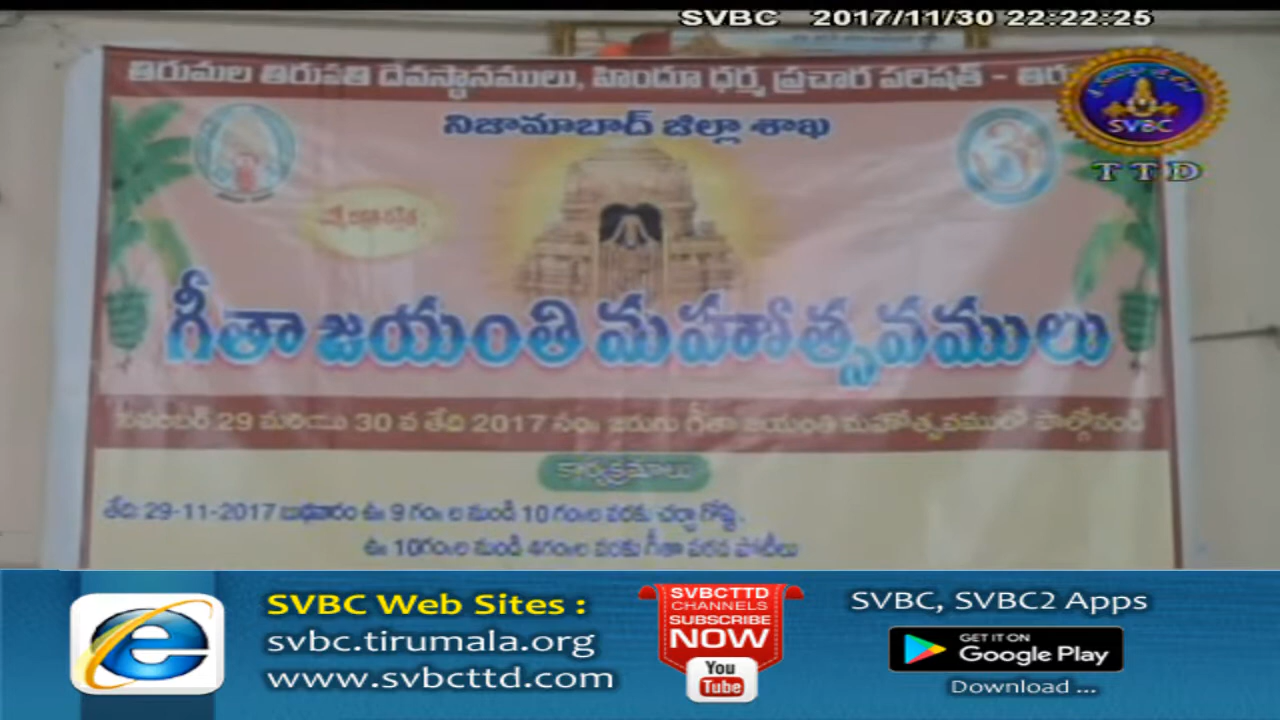 SVBC 2017/11/30 22:22:25
తిరుమల తిరుపతి దేవస్థానములు, హిందూ ధర్మ ప్రచార పరిషత్ - తిరు
SVBC
TTD
నిజామాబాద్ జిల్లా శాఖ
గీతా జయంతి మహోత్సవములు
నవంబర్ 29 మరియు 30 వ తేది 2017 సం॥ జరుగు గీతా జయంతి మహోత్సవములో పాల్గొనండి
కార్యక్రమాలు
తేది: 29-11-2017 బుధవారం ఉ॥ 9 గం॥ల నుండి 10 గం॥ల వరకు చర్చా గోష్ఠి,
ఉ॥ 10గం॥ల నుండి 4గం॥ల వరకు గీతా పఠన పోటీలు
SVBC Web Sites :
svbc.tirumala.org
www.svbcttd.com
SVBCTTD
CHANNELS
SUBSCRIBE
NOW
You
Tube
SVBC, SVBC2 Apps
GET IT ON
Google Play
Download ...